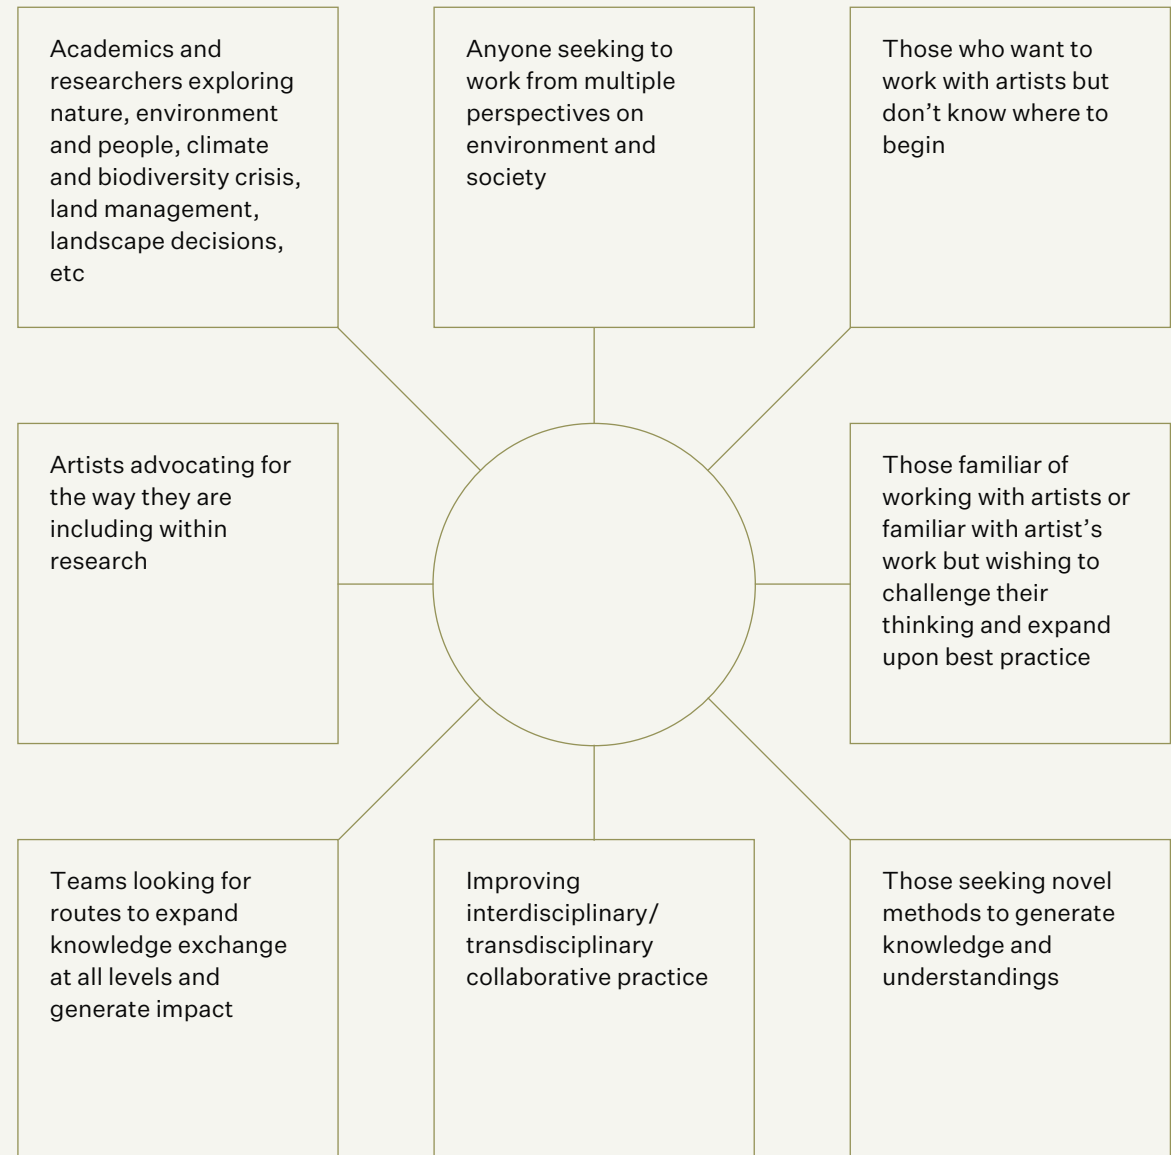 Academics and
researchers exploring
nature, environment
and people, climate
and biodiversity crisis,
land management,
landscape decisions,
etc
Anyone seeking to
work from multiple
perspectives on
environment and
society
Those who want to
work with artists but
don’t know where to
begin
Artists advocating for
the way they are
including within
research
Those familiar of
working with artists or
familiar with artist’s
work but wishing to
challenge their
thinking and expand
upon best practice
Teams looking for
routes to expand
knowledge exchange
at all levels and
generate impact
Improving
interdisciplinary/
transdisciplinary
collaborative practice
Those seeking novel
methods to generate
knowledge and
understandings